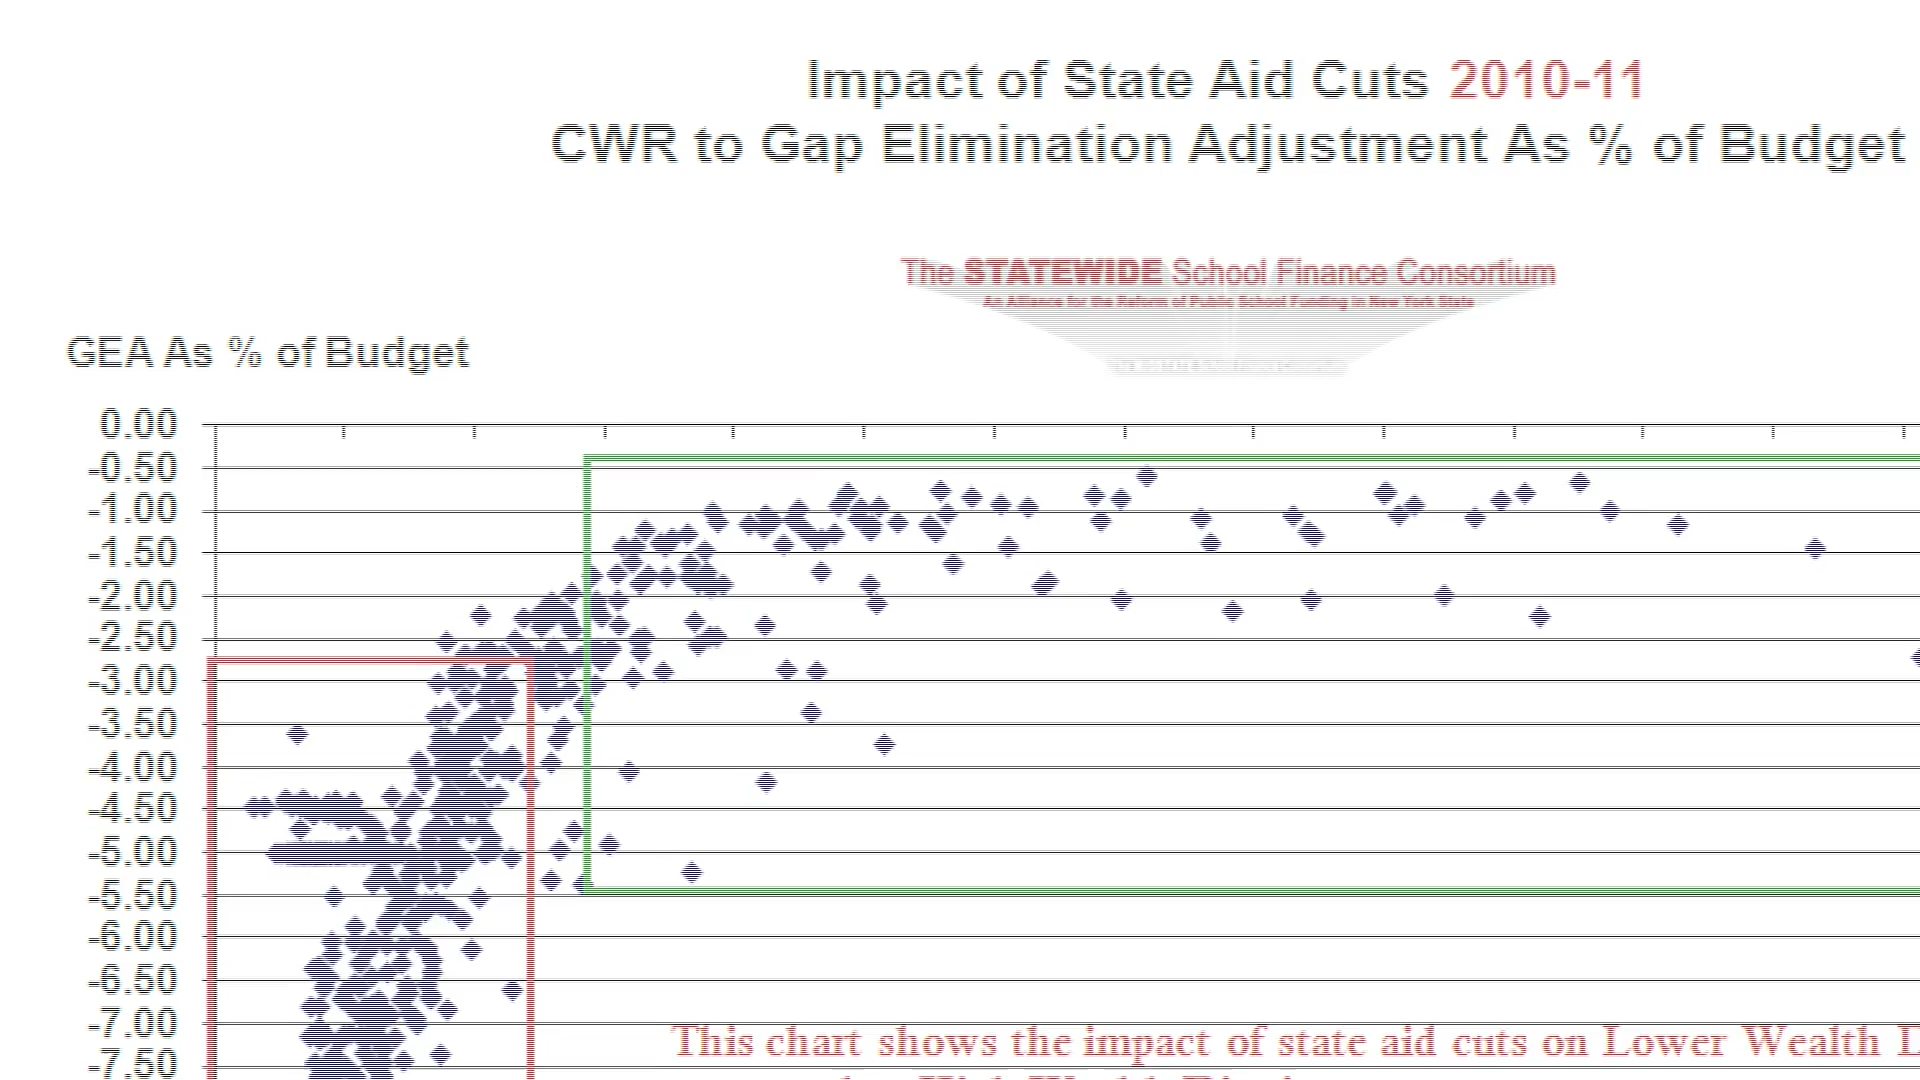 Impact of State Aid Cuts 2010-11
CWR to Gap Elimination Adjustment As % of Budget
The STATEWIDE School Finance Consortium
An Alliance for the Reform of Public School Funding in New York State
GEA As % of Budget
0.00
-0.50
-1.00
-1.50
-2.00
-2.50
-3.00
-3.50
-4.00
-4.50
-5.00
-5.50
-6.00
-6.50
-7.00
-7.50
This chart shows the impact of state aid cuts on Lower Wealth